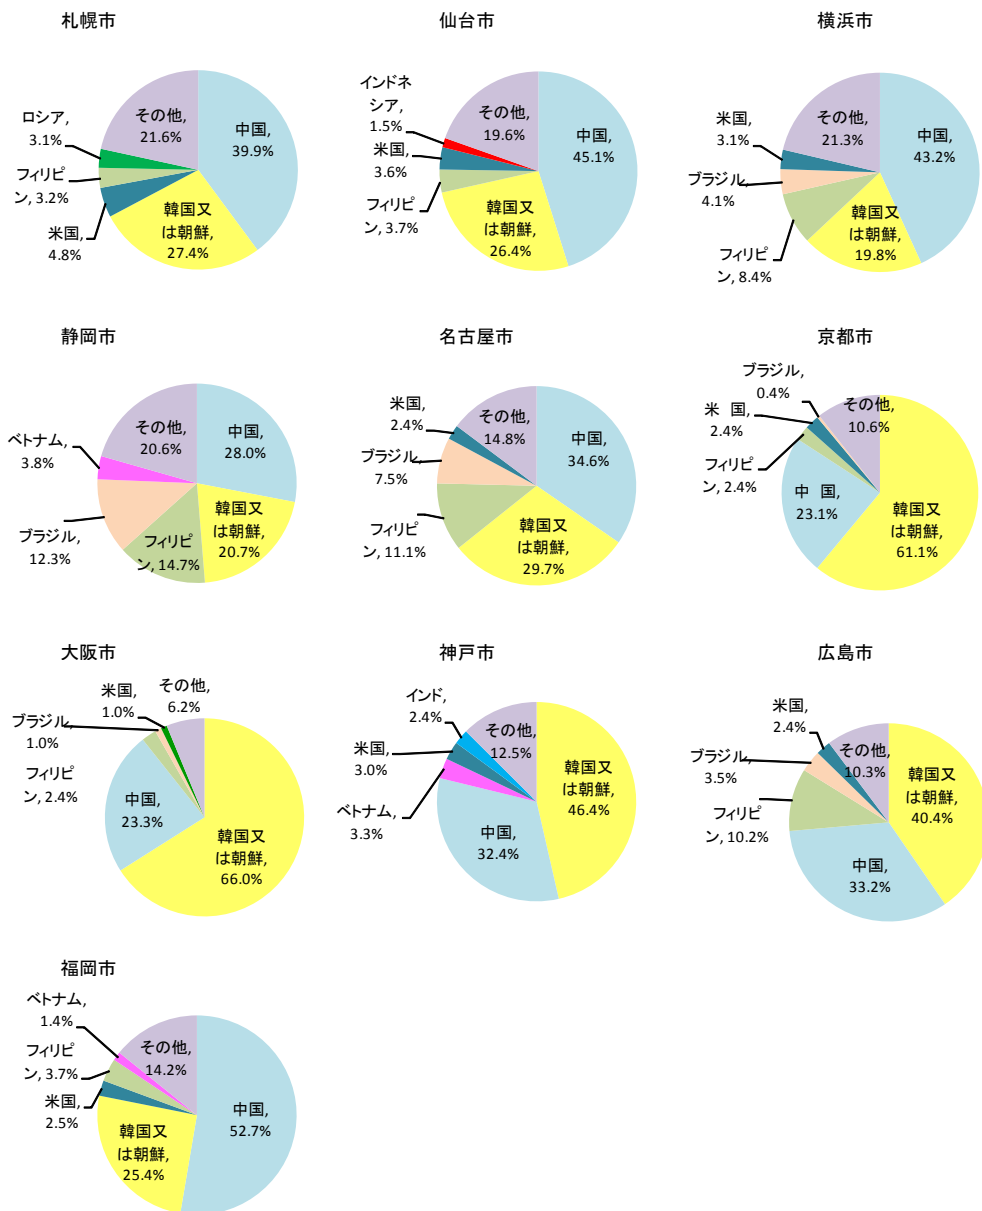 札幌市
ロシア,
3.1%
その他,
21.6%
中国,
39.9%
フィリピ
ン, 3.2%
米国,
4.8%
韓国又
は朝鮮,
27.4%
仙台市
インドネ
シア,
1.5%
その他,
19.6%
中国,
45.1%
米国,
3.6%
フィリピ
ン, 3.7%
韓国又
は朝鮮,
26.4%
横浜市
米国,
3.1%
その他,
21.3%
中国,
43.2%
ブラジル,
4.1%
フィリピ
ン, 8.4%
韓国又
は朝鮮,
19.8%
静岡市
ベトナム,
3.8%
その他,
20.6%
中国,
28.0%
ブラジル,
12.3%
フィリピ
ン, 14.7%
韓国又
は朝鮮,
20.7%
名古屋市
米国,
2.4%
その他,
14.8%
中国,
34.6%
ブラジル,
7.5%
フィリピ
ン, 11.1%
韓国又
は朝鮮,
29.7%
京都市
ブラジル,
0.4%
その他,
10.6%
米 国,
2.4%
フィリピ
ン, 2.4%
中 国,
23.1%
韓国又
は朝鮮,
61.1%
大阪市
米国,
1.0%
その他,
6.2%
ブラジル,
1.0%
フィリピ
ン, 2.4%
中国,
23.3%
韓国又
は朝鮮,
66.0%
神戸市
インド,
2.4%
その他,
12.5%
米国,
3.0%
ベトナム,
3.3%
中国,
32.4%
韓国又
は朝鮮,
46.4%
広島市
米国,
2.4%
その他,
10.3%
ブラジル,
3.5%
フィリピ
ン, 10.2%
中国,
33.2%
韓国又
は朝鮮,
40.4%
福岡市
ベトナム,
1.4%
その他,
14.2%
フィリピ
ン, 3.7%
米国,
2.5%
韓国又
は朝鮮,
25.4%
中国,
52.7%